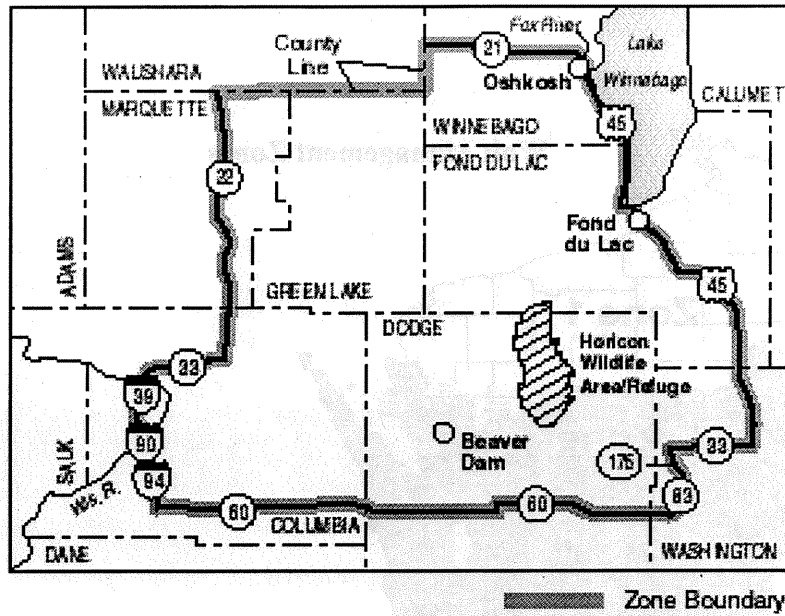 Fox River
Lake
Winnebago
21
County
Line
Oshkosh
WAUSHARA
MARQUETTE
CALUMET
45
WINNEBAGO
FOND DU LAC
22
Fond
du Lac
ADAMS
45
GREEN LAKE
DODGE
Horicon
Wildlife
Area/Refuge
33
39
Beaver
Dam
33
90
SAUK
175
94
Wis. R.
83
60
60
COLUMBIA
DANE
WASHINGTON
Zone Boundary